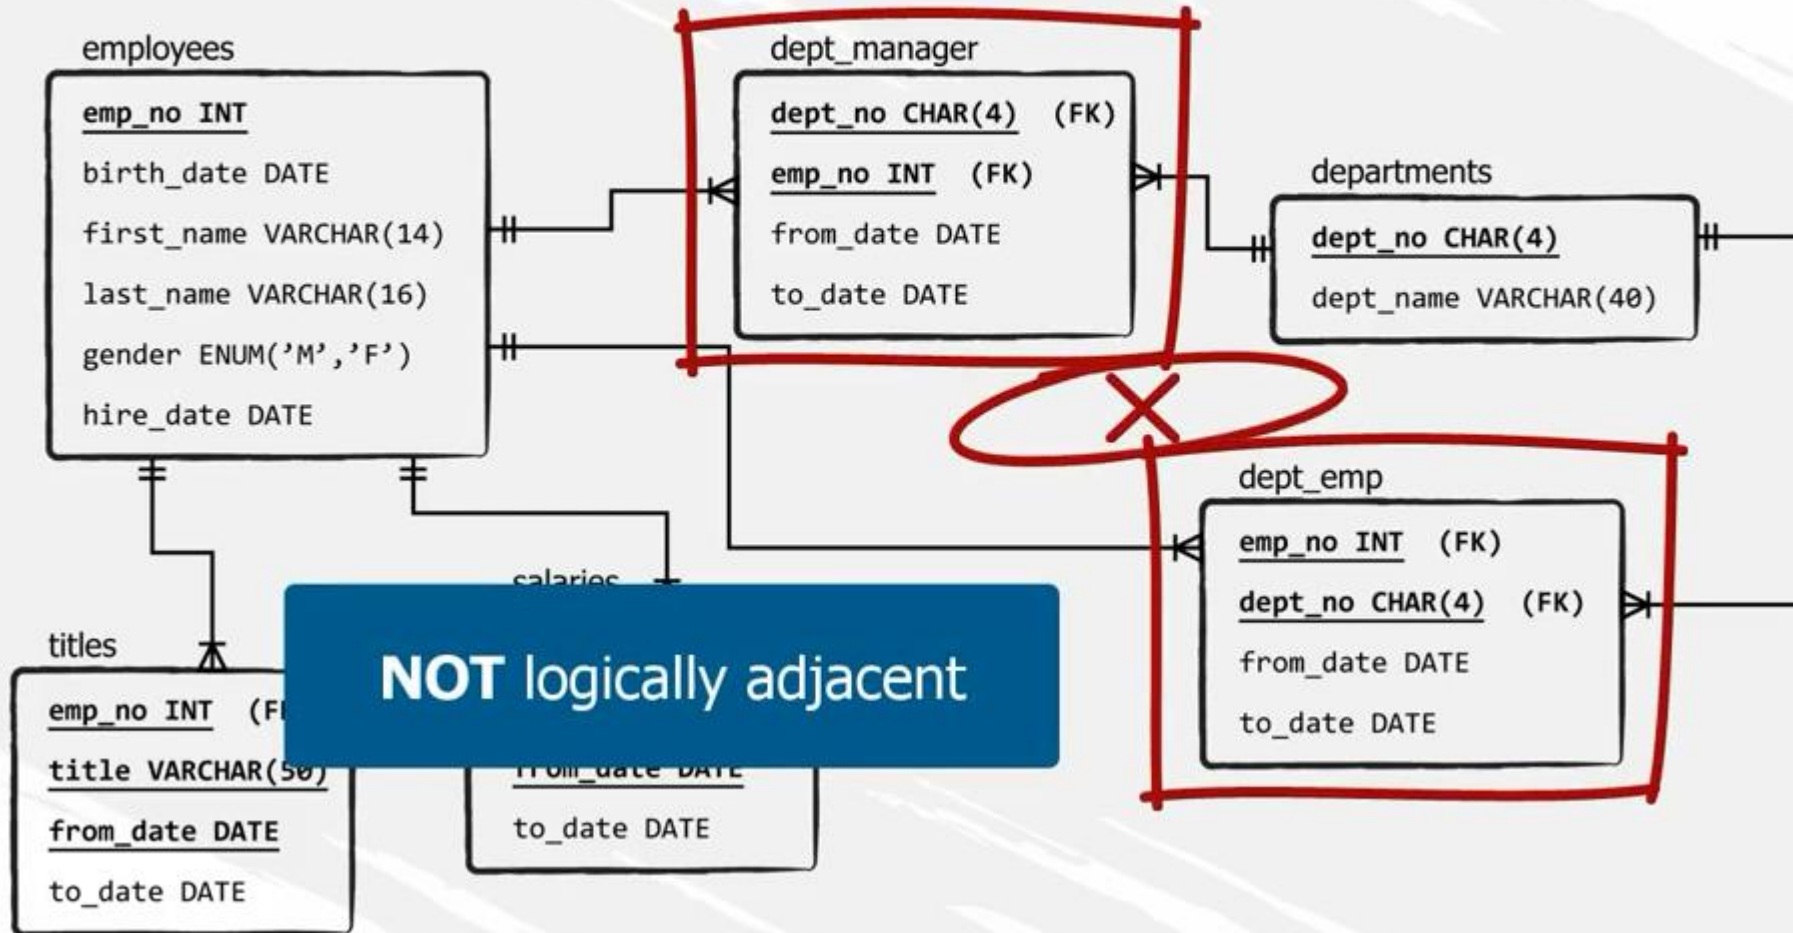 employees
emp_no INT
birth_date DATE
first_name VARCHAR(14)
last_name VARCHAR(16)
gender ENUM(’M’,’F’)
hire_date DATE
dept_manager
dept_no CHAR(4) (FK)
emp_no INT (FK)
from_date DATE
to_date DATE
departments
dept_no CHAR(4)
dept_name VARCHAR(40)
dept_emp
emp_no INT (FK)
dept_no CHAR(4) (FK)
from_date DATE
to_date DATE
salaries
NOT logically adjacent
from_date DATE
to_date DATE
titles
emp_no INT
title VARCHAR(50)
from_date DATE
to_date DATE